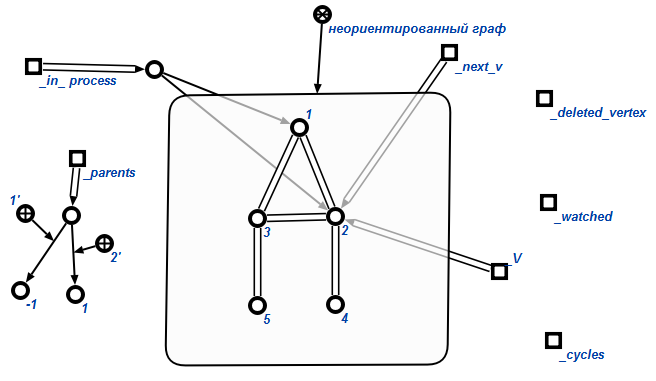 неориентированный граф
_in_ process
_next_v
_deleted_vertex
1
_parents
1'
_watched
3
2
2'
_V
-1
1
5
4
_cycles